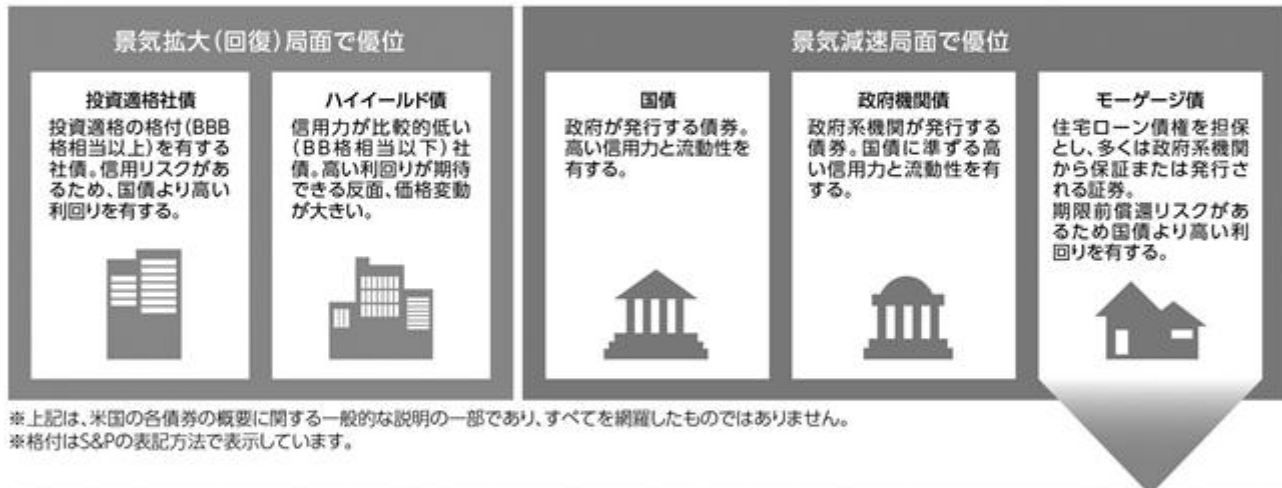 景気拡大(回復)局面で優位
投資適格社債
投資適格の格付(BBB
格相当以上)を有する
社債。信用リスクがあ
るため、国債より高い
利回りを有する。
ハイイールド債
信用力が比較的低い
(BB格相当以下)社
債。高い利回りが期待
できる反面、価格変動
が大きい。
景気減速局面で優位
国債
政府が発行する債券。
高い信用力と流動性を
有する。
政府機関債
政府系機関が発行する
債券。国債に準ずる高
い信用力と流動性を有
する。
モーゲージ債
住宅ローン債権を担保
とし、多くは政府系機関
から保証または発行さ
れる証券。
期限前償還リスクがあ
るため国債より高い利
回りを有する。
※上記は、米国の各債券の概要に関する一般的な説明の一部であり、すべてを網羅したものではありません。
※格付はS&Pの表記方法で表示しています。